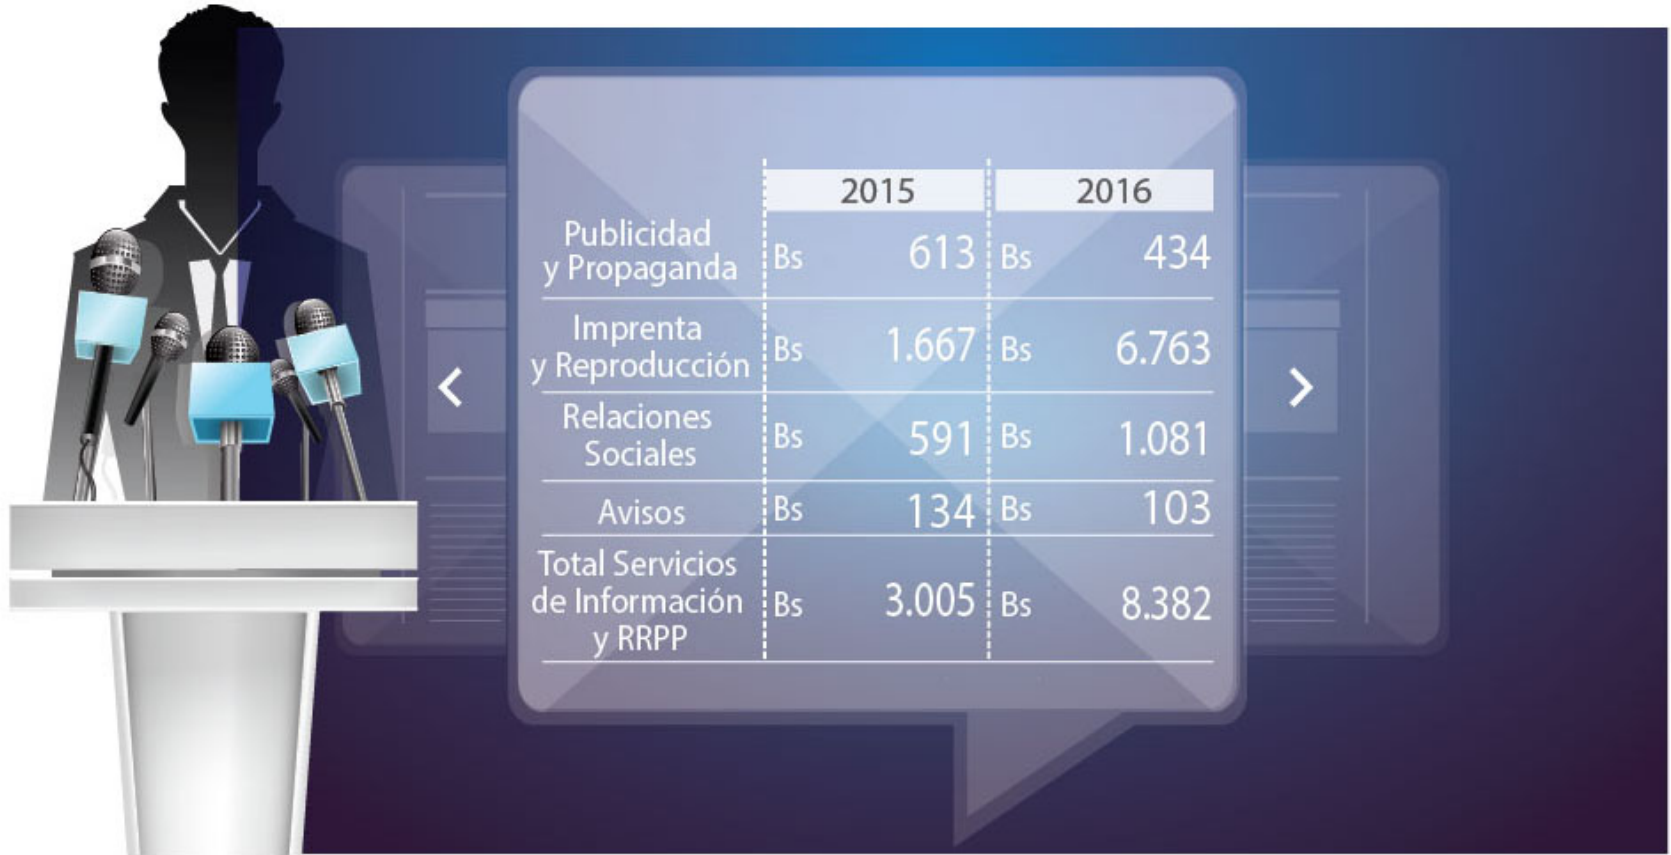 2015 2016
Publicidad
y Propaganda Bs 613 Bs 434
Imprenta
y Reproducción Bs 1.667 Bs 6.763
Relaciones
Sociales Bs 591 Bs 1.081
Avisos Bs 134 Bs 103
Total Servicios
de Información Bs 3.005 Bs 8.382
y RRPP